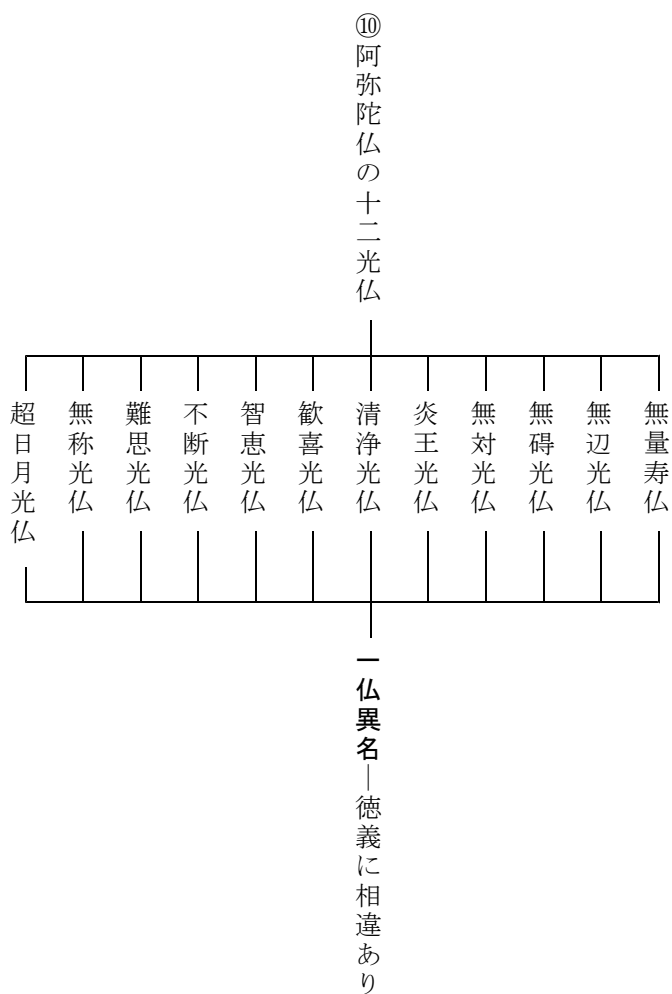 ⑩阿弥陀仏の十二光仏
無量寿仏
無辺光仏
無碍光仏
無対光仏
炎王光仏
清浄光仏
歓喜光仏
智恵光仏
不断光仏
難思光仏
無称光仏
超日月光仏
一仏異名―徳義に相違あり